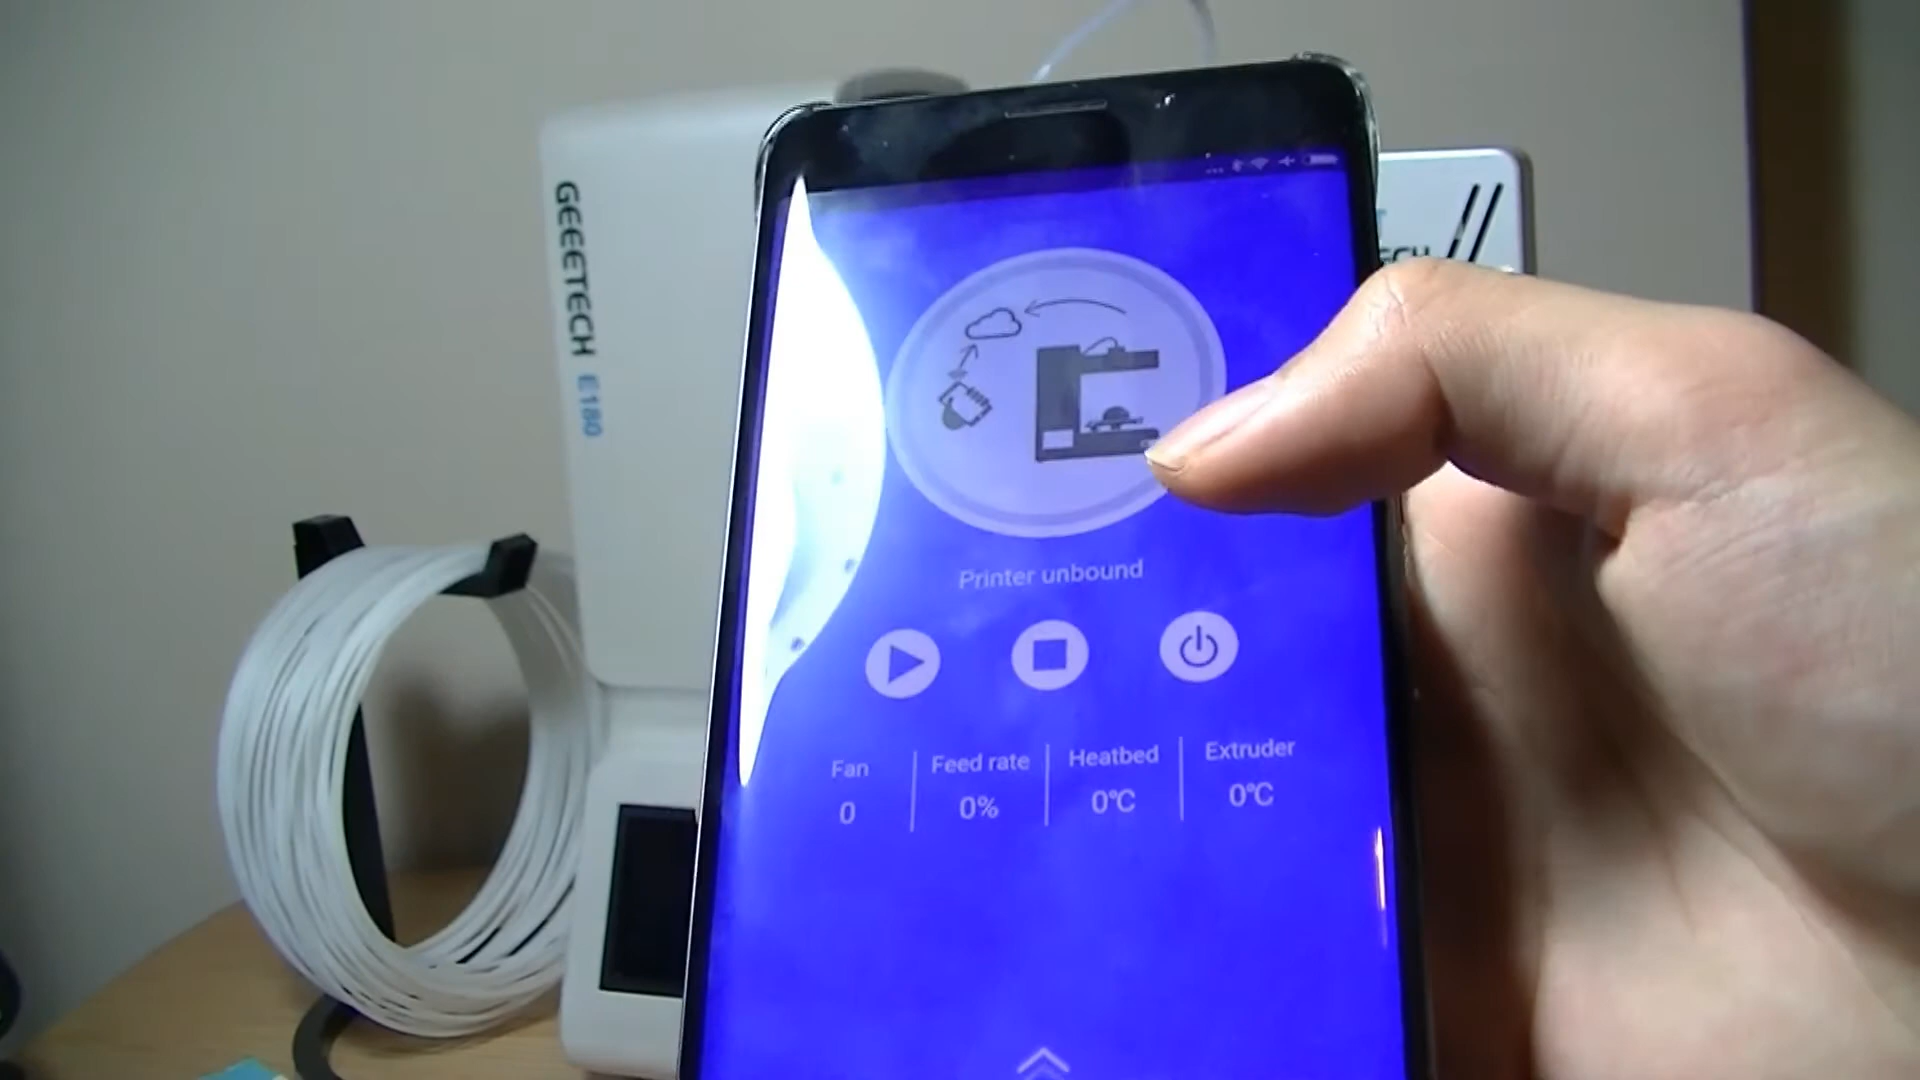 GEEETECH E180
Printer unbound
Fan
Feed rate
Heatbed
Extruder
0
0%
0°C
0°C